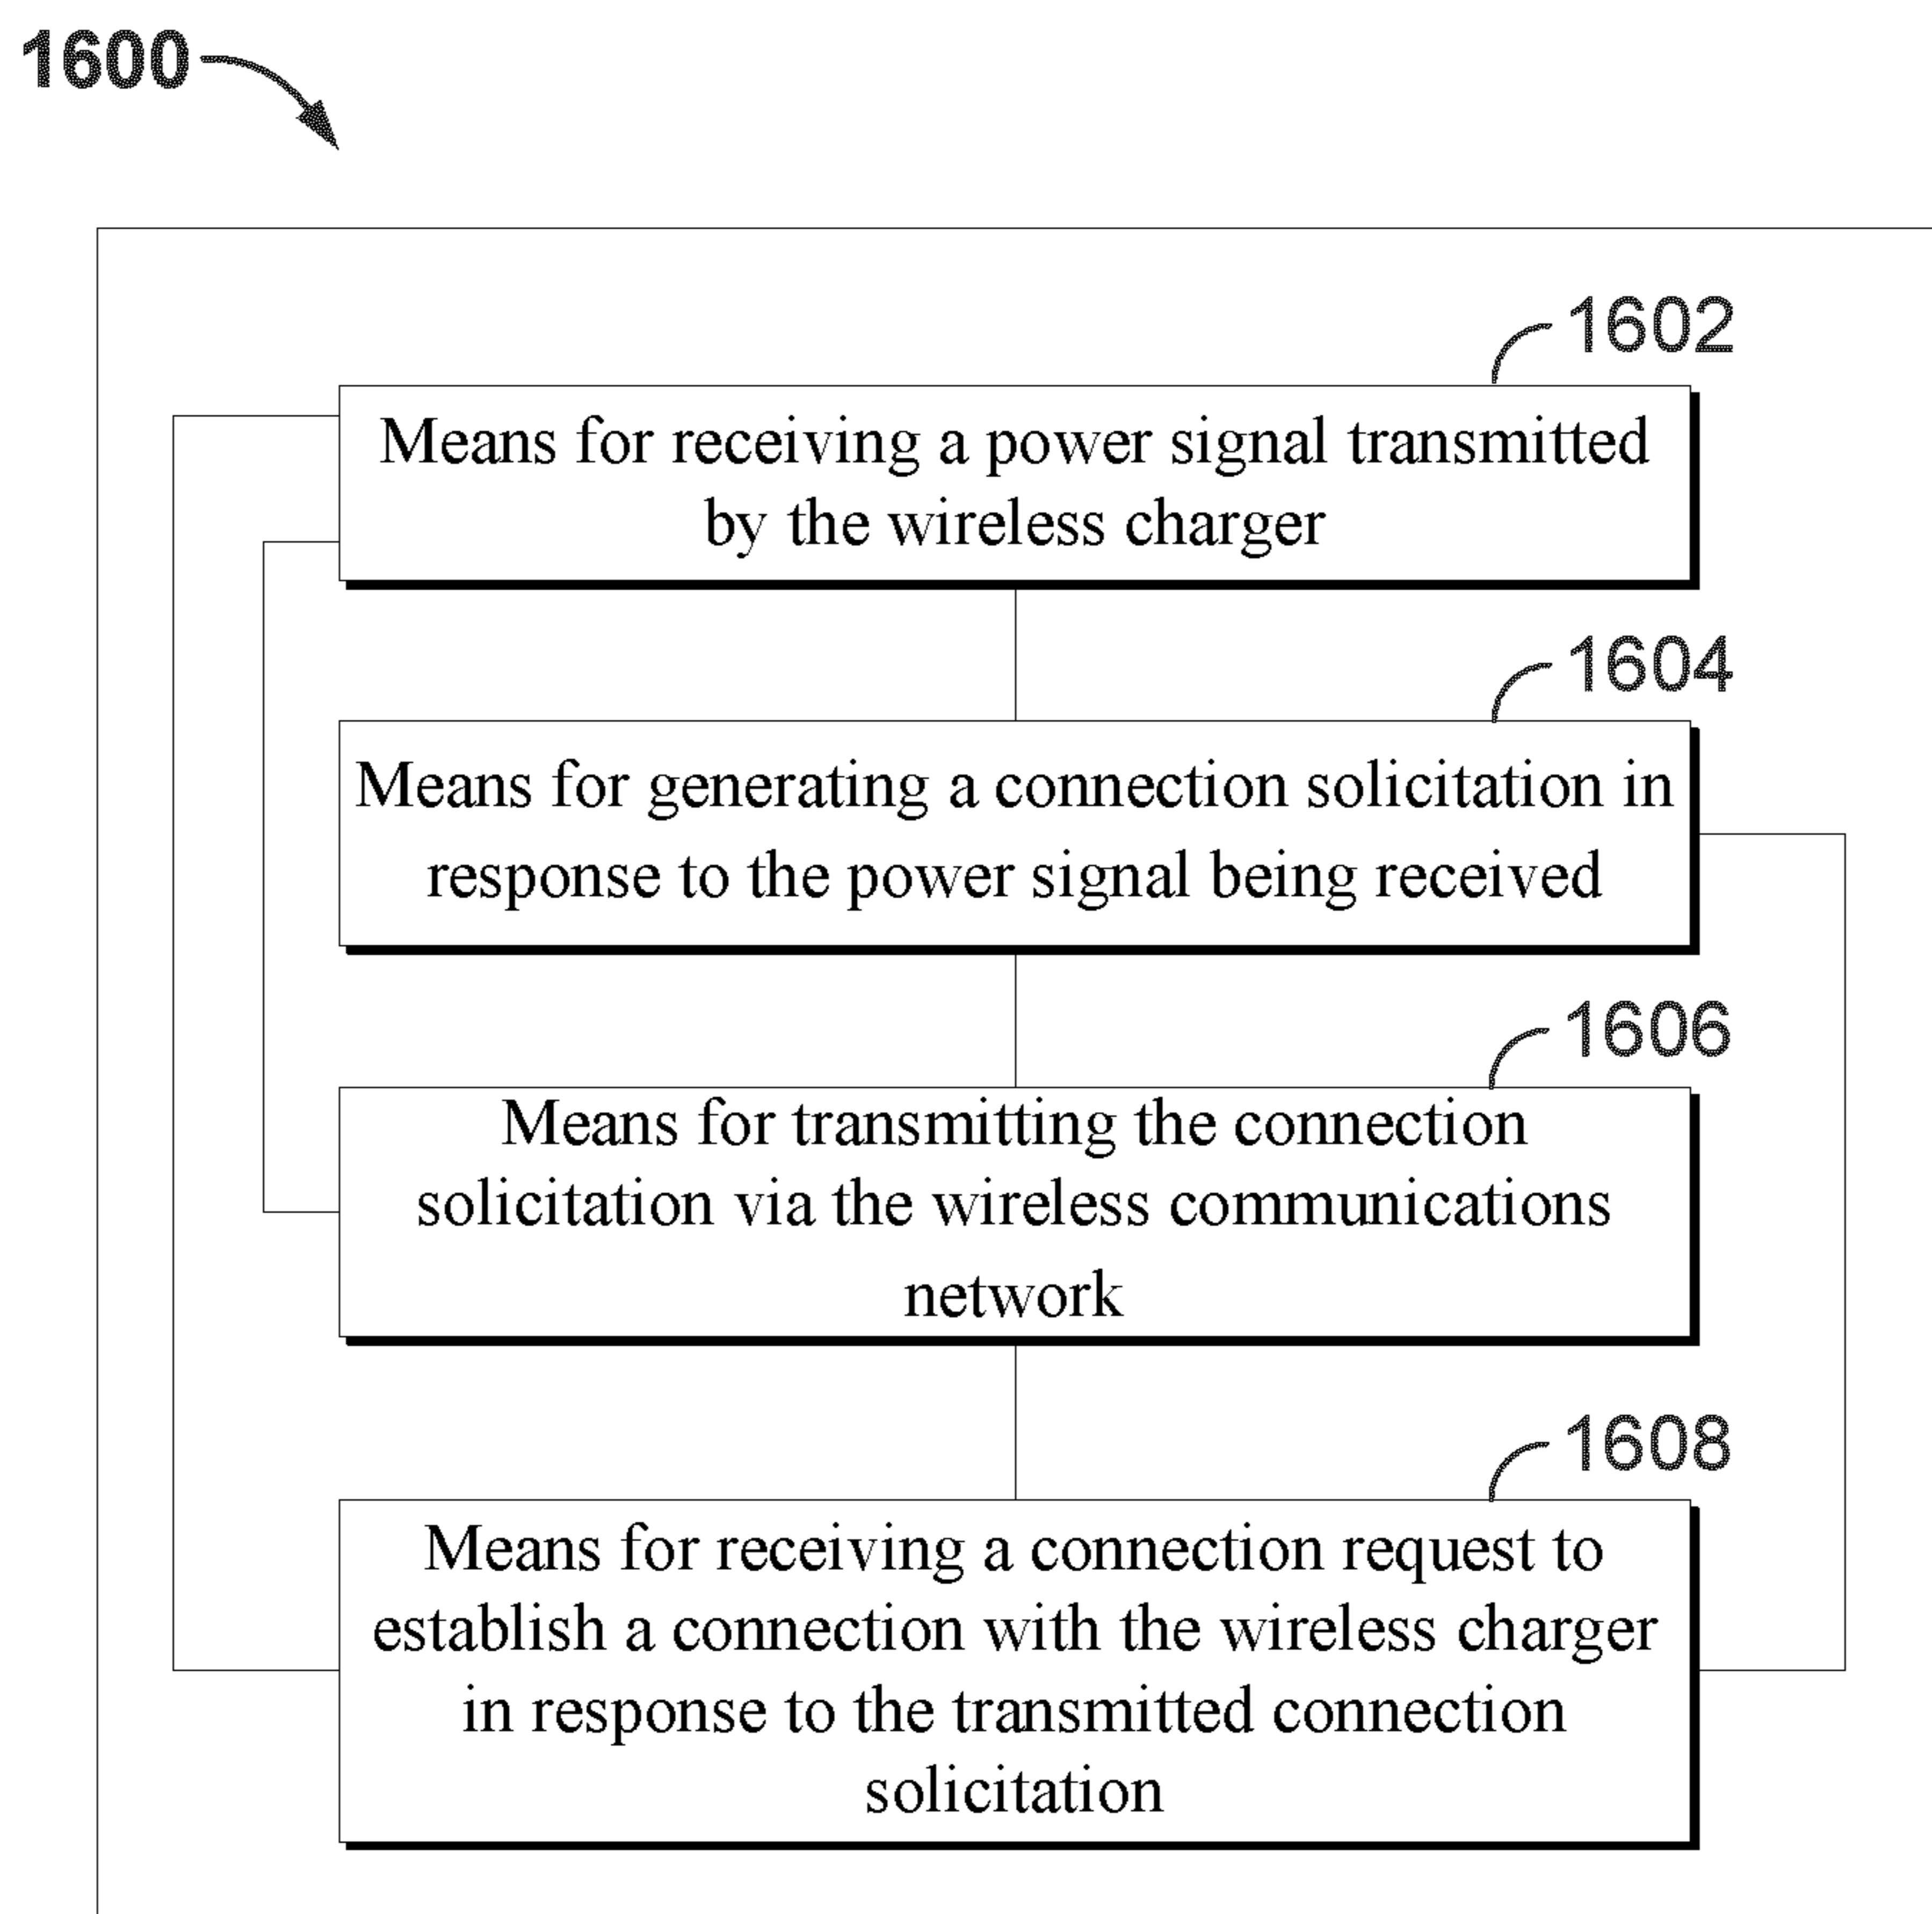 1600
1602
Means for receiving a power signal transmitted
by the wireless charger
1604
Means for generating a connection solicitation in
response to the power signal being received
1606
Means for transmitting the connection
solicitation via the wireless communications
network
1608
Means for receiving a connection request to
establish a connection with the wireless charger
in response to the transmitted connection
solicitation